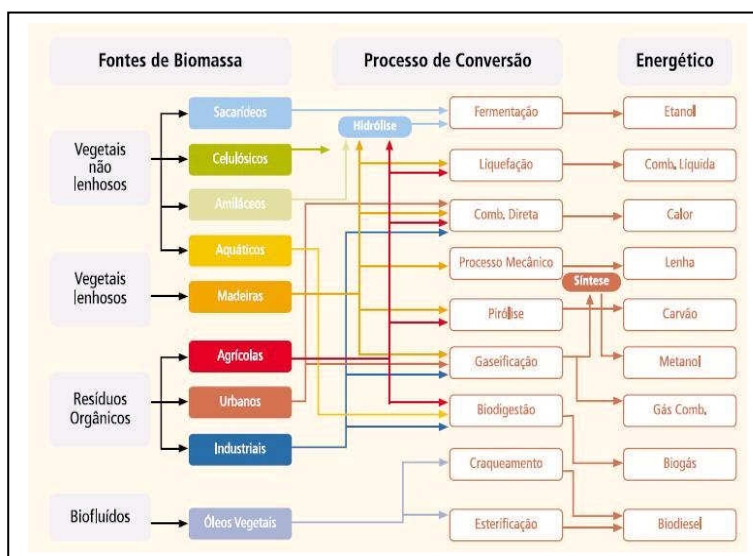 Fontes de Biomassa
Processo de Conversão
Energético
Vegetais
não
lenhosos
Vegetais
lenhosos
Resíduos
Orgânicos
Biofluídos
Sacarídeos
Celulósicos
Amiláceos
Aquáticos
Madeiras
Agrícolas
Urbanos
Industriais
Óleos Vegetais
Hidrólise
Fermentação
Liquefação
Comb. Direta
Processo Mecânico
Síntese
Pirólise
Gaseificação
Biodigestão
Craqueamento
Esterificação
Etanol
Comb. Líquida
Calor
Lenha
Carvão
Metanol
Gás Comb.
Biogás
Biodiesel